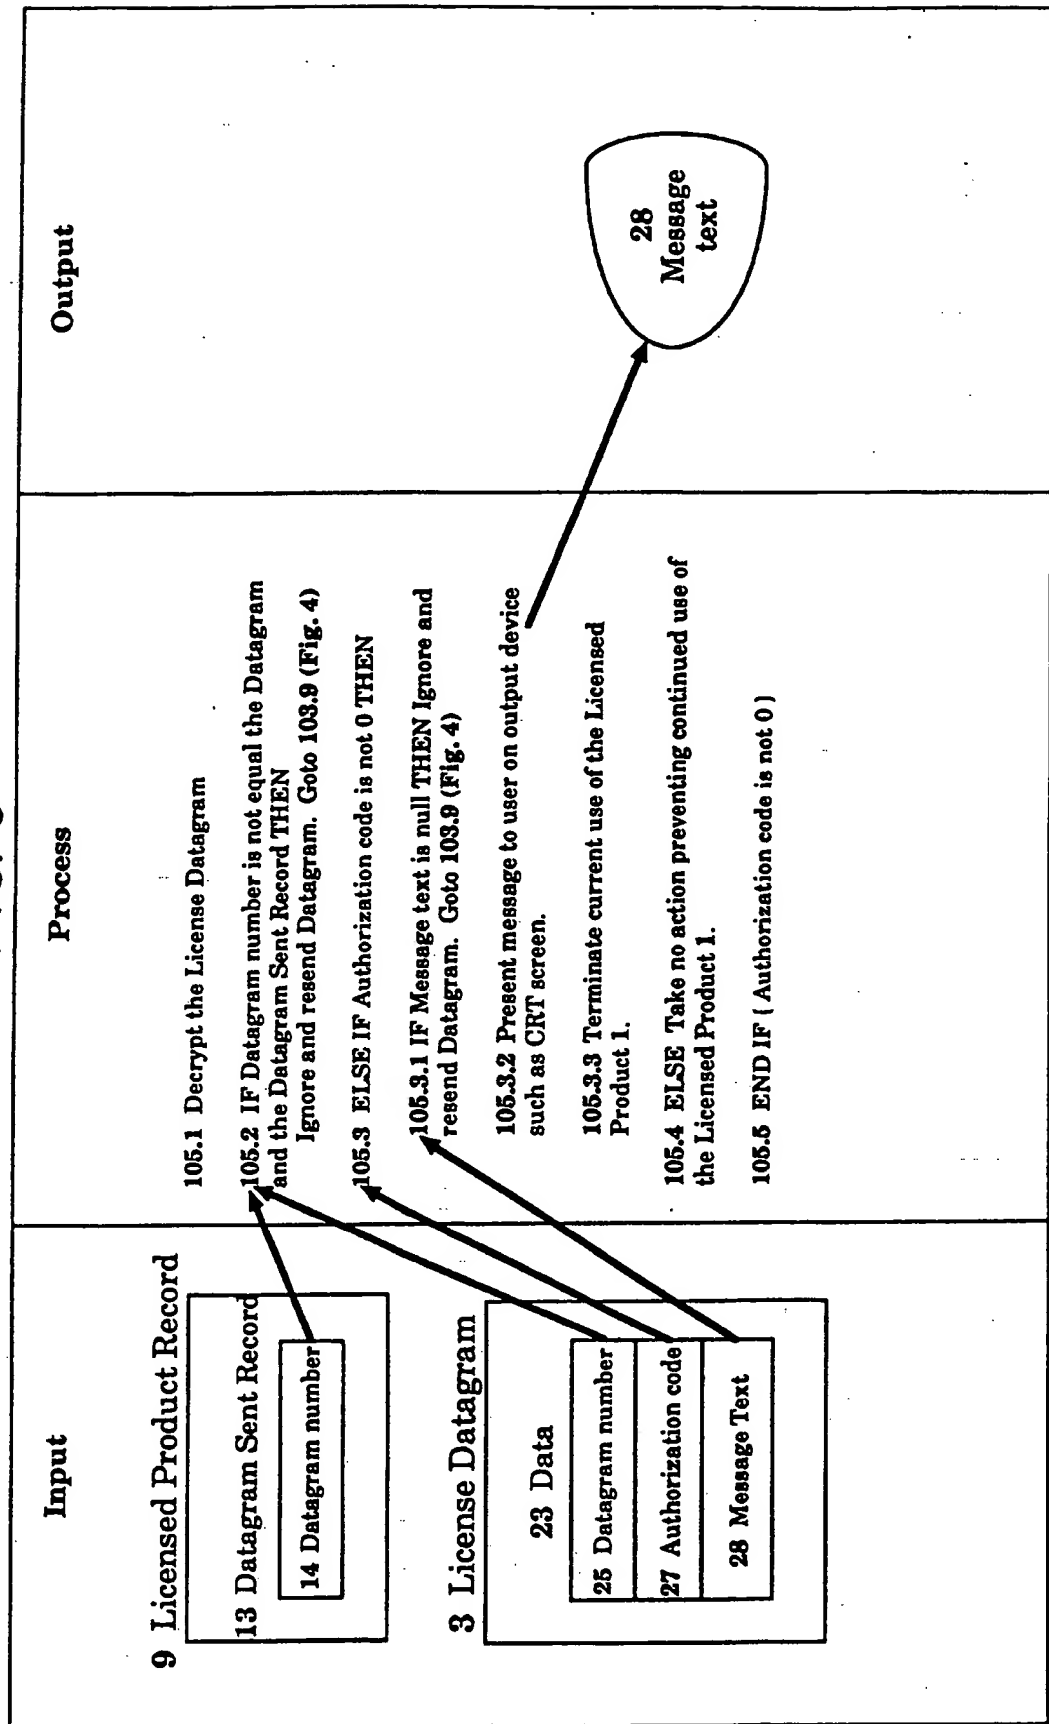 Input
Process
Output
9 Licensed Product Record
13 Datagram Sent Record
14 Datagram number
3 License Datagram
23 Data
25 Datagram number
27 Authorization code
28 Message Text
105.1 Decrypt the License Datagram
105.2 IF Datagram number is not equal the Datagram
and the Datagram Sent Record THEN
Ignore and resend Datagram. Goto 103.9 (Fig. 4)
105.3 ELSE IF Authorization code is not 0 THEN
105.3.1 IF Message text is null THEN Ignore and
resend Datagram. Goto 103.9 (Fig. 4)
105.3.2 Present message to user on output device
such as CRT screen.
105.3.3 Terminate current use of the Licensed
Product 1.
105.4 ELSE Take no action preventing continued use of
the Licensed Product 1.
105.5 END IF ( Authorization code is not 0 )
28
Message
text